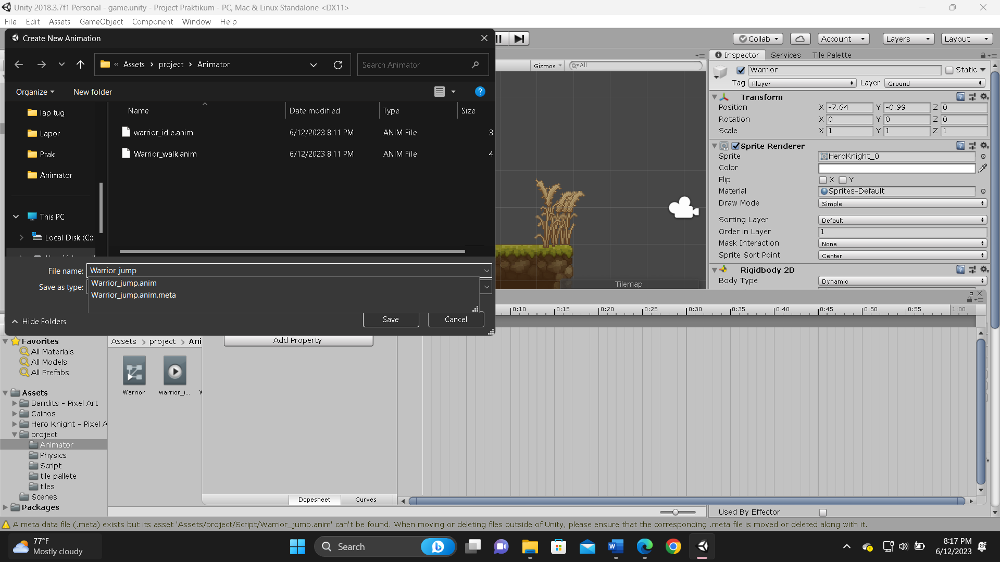 Unity 2018.3.7f1 Personal - game.unity - Project Praktikum - PC, Mac & Linux Standalone <DX11>
File Edit Assets GameObject Component Window Help
Create New Animation
Collab
Account
Layers
Layout
« Assets › project › Animator
Search Animator
Organize
New folder
Name
Date modified
Type
Size
lap tug
Lapor
Prak
Animator
This PC
Local Disk (C:)
warrior_idle.anim 6/12/2023 8:11 PM ANIM File 3
Warrior_walk.anim 6/12/2023 8:11 PM ANIM File 4
File name: Warrior_jump
Save as type:
Warrior_jump.anim
Warrior_jump.anim.meta
Hide Folders
Save
Cancel
Gizmos
All
Tilemap
Inspector Services Tile Palette
Warrior
Static
Tag Player Layer Ground
Transform
Position X -7.64 Y -0.99 Z 0
Rotation X 0 Y 0 Z 0
Scale X 1 Y 1 Z 1
Sprite Renderer
Sprite HeroKnight_0
Color
Flip X Y
Material Sprites-Default
Draw Mode Simple
Sorting Layer Default
Order in Layer 1
Mask Interaction None
Sprite Sort Point Center
Rigidbody 2D
Body Type Dynamic
0:10 0:15 0:20 0:25 0:30 0:35 0:40 0:45 0:50 0:55 1:00
Favorites
All Materials
All Models
All Prefabs
Assets
Bandits - Pixel Art
Cainos
Hero Knight - Pixel A
project
Animator
Physics
Script
tile pallete
tiles
Scenes
Packages
Assets › project › Ani
Warrior
warrior_i...
Add Property
Dopesheet
Curves
Used By Effector
A meta data file (.meta) exists but its asset 'Assets/project/Script/Warrior_jump.anim' can't be found. When moving or deleting files outside of Unity, please ensure that the corresponding .meta file is moved or deleted along with it.
77°F
Mostly cloudy
Search
8:17 PM
6/12/2023